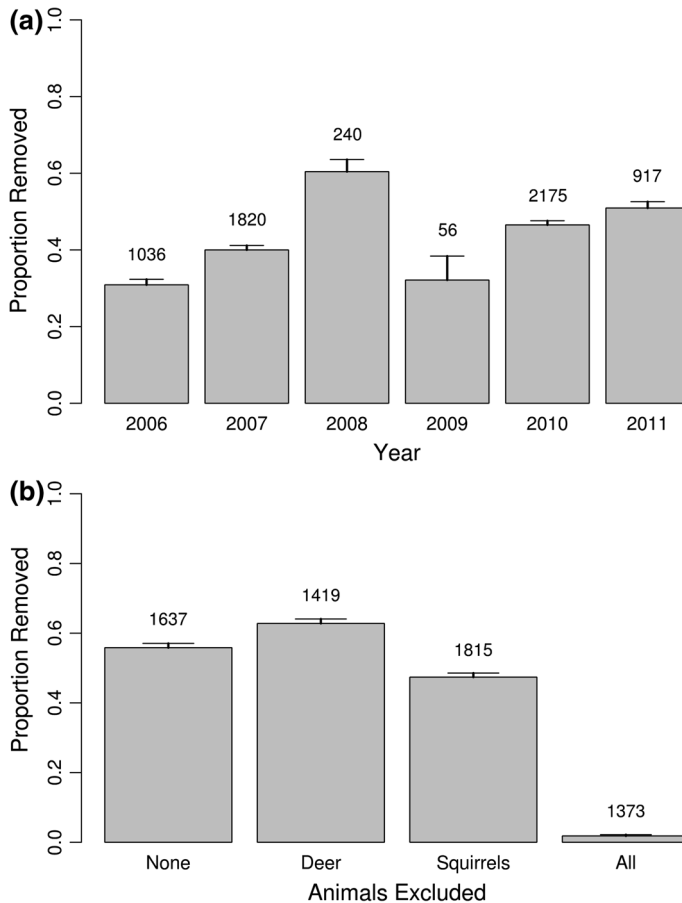 (a)
Proportion Removed
1.0
0.8
0.6
0.4
0.2
0.0
1036
1820
240
56
2175
917
2006 2007 2008 2009 2010 2011
Year
(b)
Proportion Removed
1.0
0.8
0.6
0.4
0.2
0.0
1637
1419
1815
1373
None Deer Squirrels All
Animals Excluded